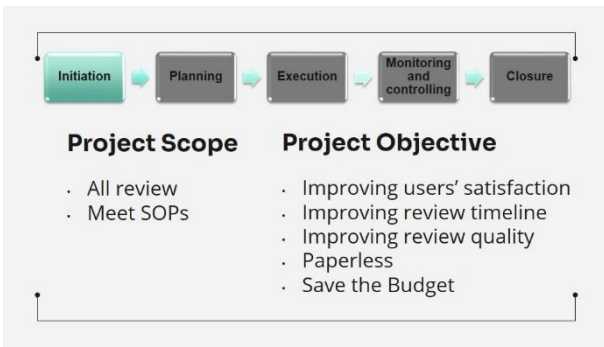 Initiation
Planning
Execution
Monitoring
and
controlling
Closure
Project Scope
· All review
· Meet SOPs
Project Objective
· Improving users’ satisfaction
· Improving review timeline
· Improving review quality
· Paperless
· Save the Budget